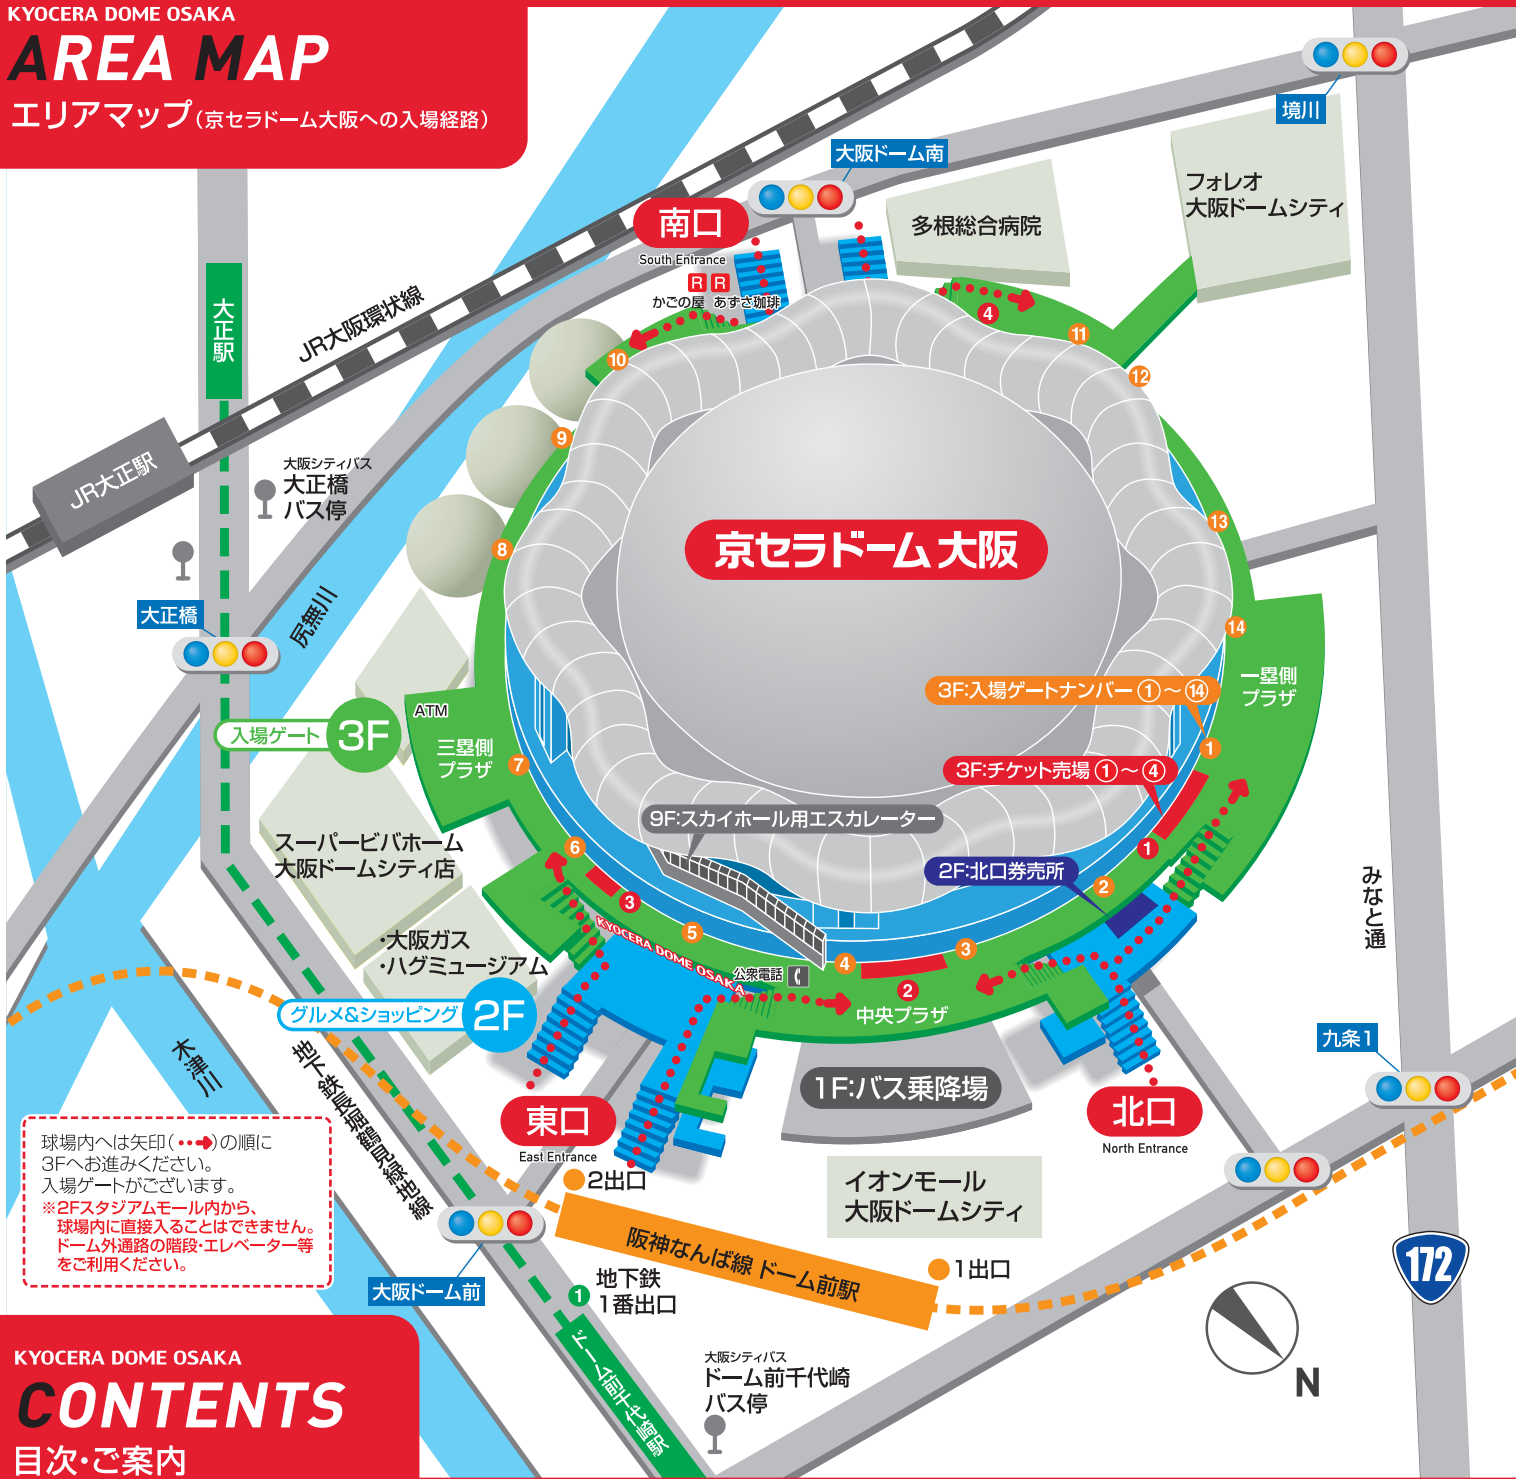 KYOCERA DOME OSAKA
AREA MAP
エリアマップ(京セラドーム大阪への入場経路)
境川
大阪ドーム南
フォレオ
大阪ドームシティ
多根総合病院
南口
South Entrance
R R
かごの屋 あずさ珈琲
大正駅
JR大阪環状線
4
11
10
12
9
JR大正駅
大阪シティバス
大正橋
バス停
13
8
京セラドーム 大阪
大正橋
尻無川
14
一塁側
プラザ
3F:入場ゲートナンバー①〜⑭
ATM
入場ゲート 3F
三塁側
プラザ
7
1
3F:チケット売場①〜④
9F:スカイホール用エスカレーター
スーパービバホーム
大阪ドームシティ店
6
1
2F:北口券売所
2
3
5
みなと通
・大阪ガス
・ハグミュージアム
KYOCERA DOME OSAKA
公衆電話
4
3
2
中央プラザ
グルメ&ショッピング 2F
木津川
地下鉄長堀鶴見緑地線
九条1
1F:バス乗降場
東口
East Entrance
北口
North Entrance
球場内へは矢印( )の順に
3Fへお進みください。
入場ゲートがございます。
※2Fスタジアムモール内から、
球場内に直接入ることはできません。
ドーム外通路の階段・エレベーター等
をご利用ください。
2出口
イオンモール
大阪ドームシティ
阪神なんば線 ドーム前駅
1出口
172
大阪ドーム前
1
地下鉄
1番出口
ドーム前千代崎駅
大阪シティバス
ドーム前千代崎
バス停
N
KYOCERA DOME OSAKA
CONTENTS
目次・ご案内